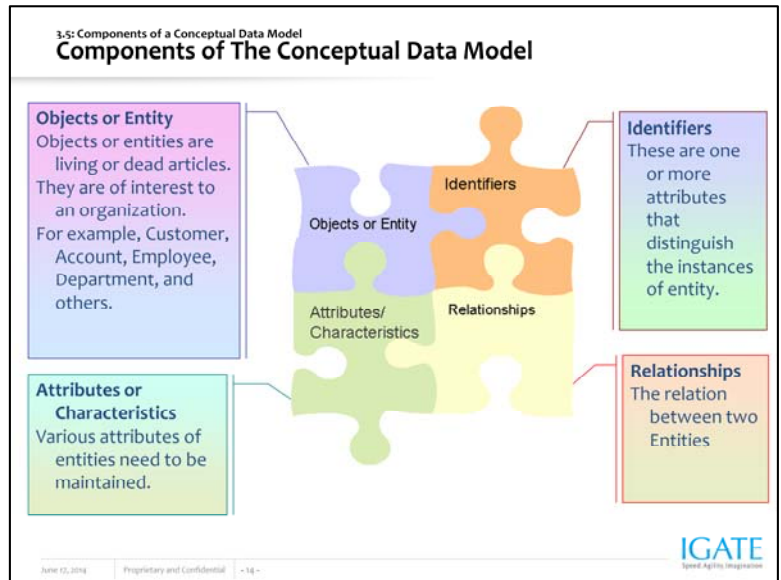 3.5: Components of a Conceptual Data Model
Components of The Conceptual Data Model
Objects or Entity
Objects or entities are
living or dead articles.
They are of interest to
an organization.
For example, Customer,
Account, Employee,
Department, and
others.
Attributes or
Characteristics
Various attributes of
entities need to be
maintained.
Objects or Entity
Identifiers
Attributes/
Characteristics
Relationships
Identifiers
These are one
or more
attributes
that
distinguish
the instances
of entity.
Relationships
The relation
between two
Entities
June 17, 2014 Proprietary and Confidential - 14 -
IGATE
Speed.Agility.Imagination